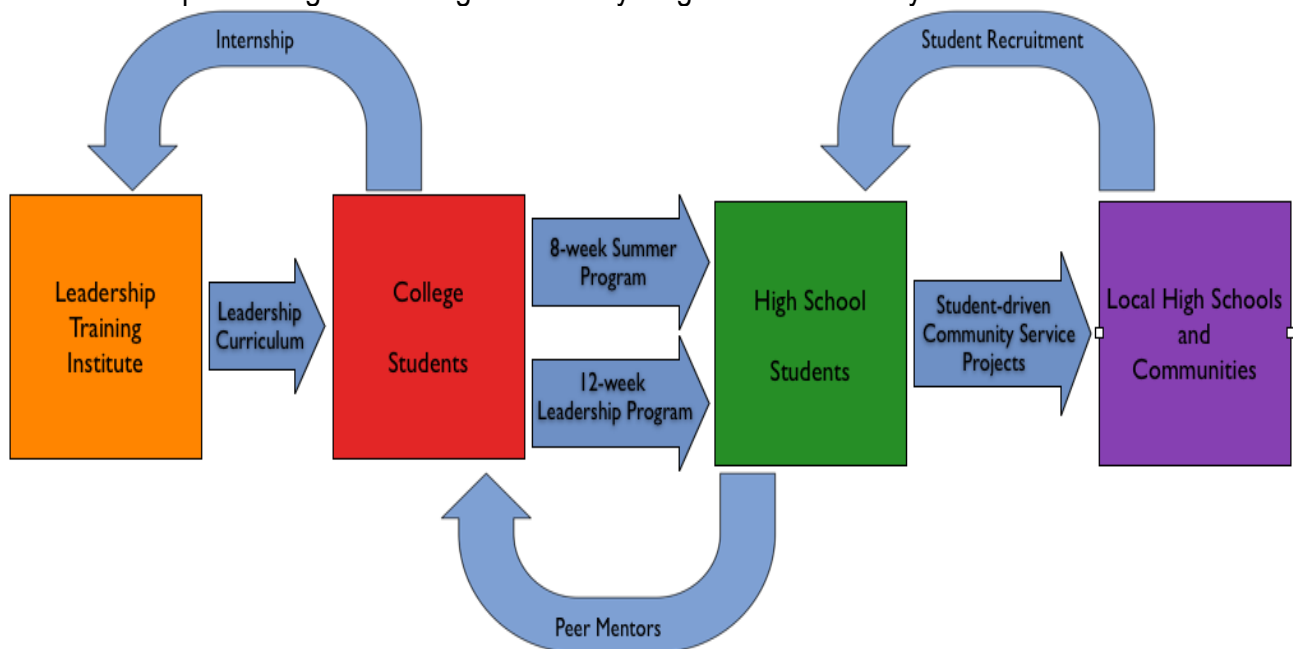 Internship
Student Recruitment
Leadership
Training
Institute
Leadership
Curriculum
College
Students
8-week Summer
Program
12-week
Leadership Program
High School
Students
Student-driven
Community Service
Projects
Local High Schools
and
Communities
Peer Mentors